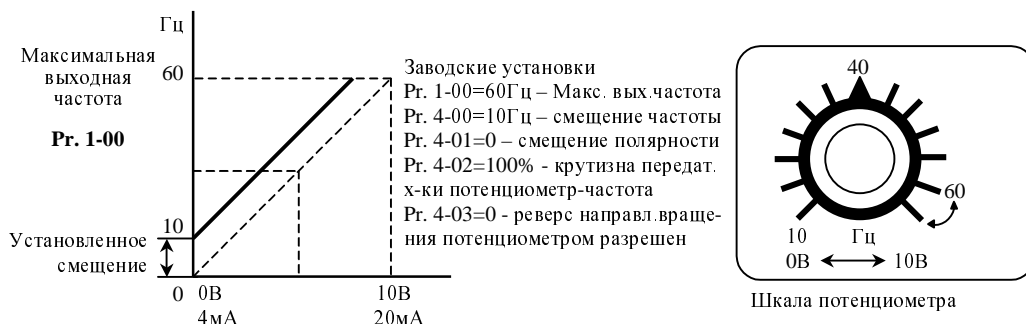 Гц
Максимальная
выходная
частота
Pr. 1-00
60
10
Установленное
смещение
0
0В
10В
4мА
20мА
Заводские установки
Pr. 1-00=60Гц – Макс. вых.частота
Pr. 4-00=10Гц – смещение частоты
Pr. 4-01=0 – смещение полярности
Pr. 4-02=100% - крутизна передат.
х-ки потенциометр-частота
Pr. 4-03=0 - реверс направл.враще-
ния потенциометром разрешен
40
60
10
Гц
0В
10В
Шкала потенциометра